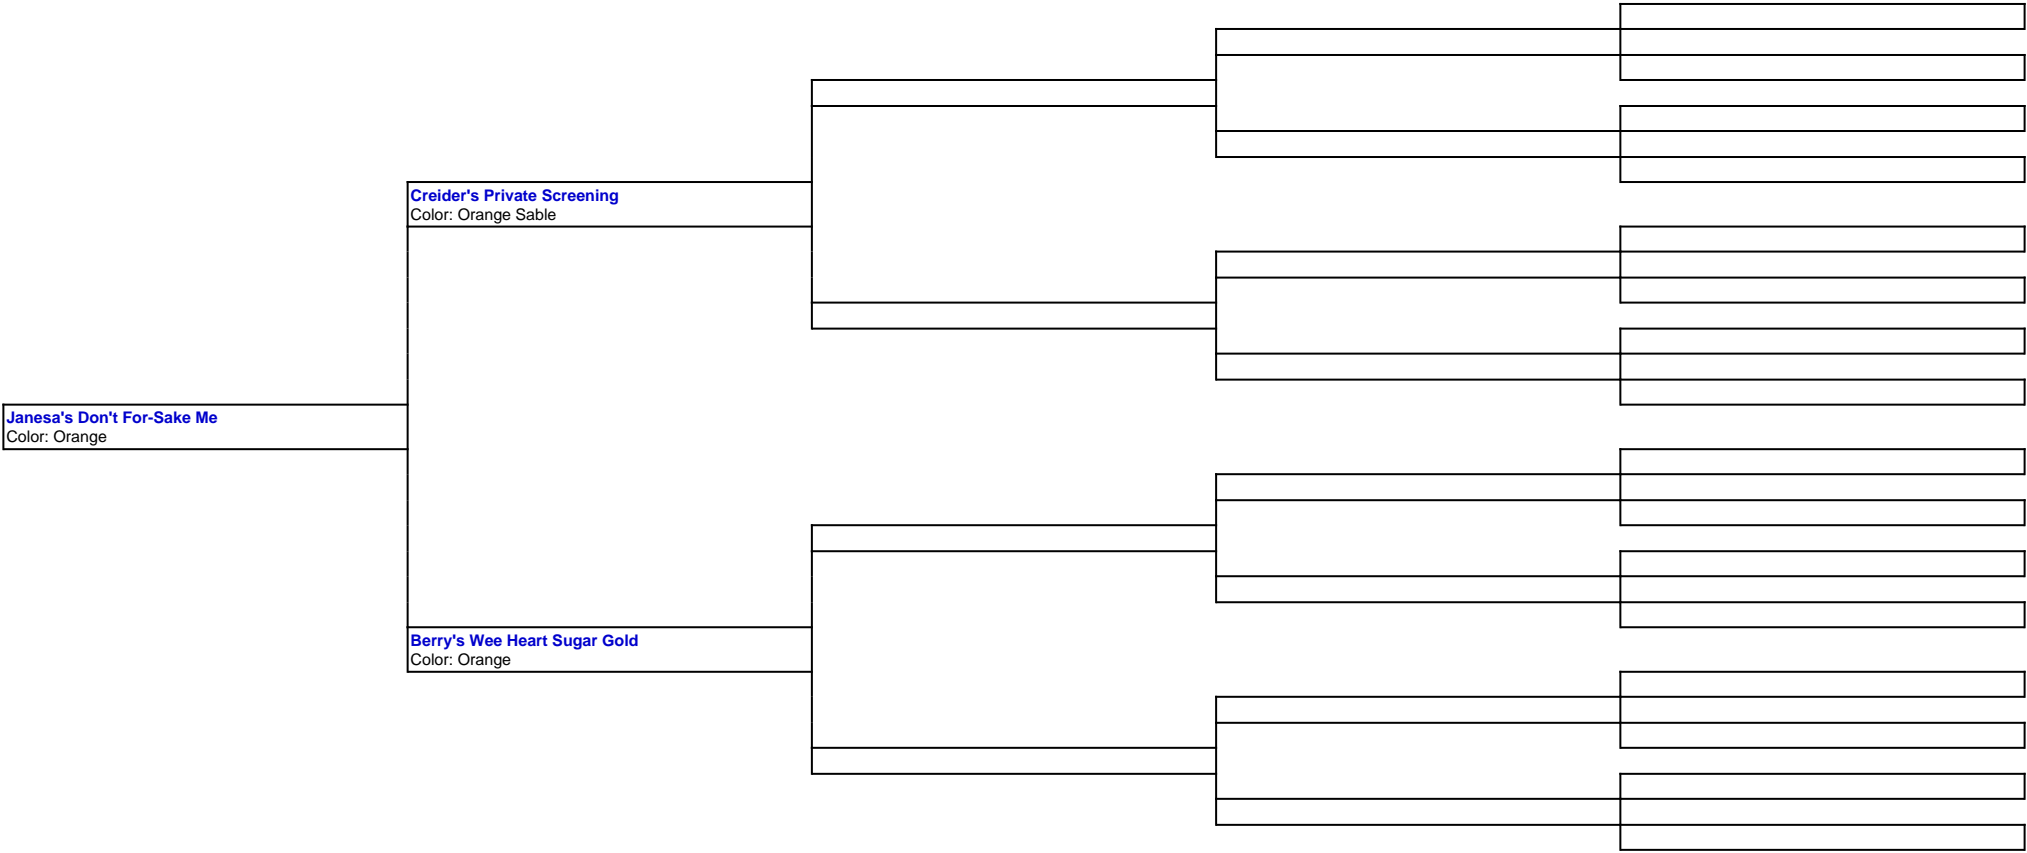 Creider's Private Screening
Color: Orange Sable
Janesa's Don't For-Sake Me
Color: Orange
Berry's Wee Heart Sugar Gold
Color: Orange